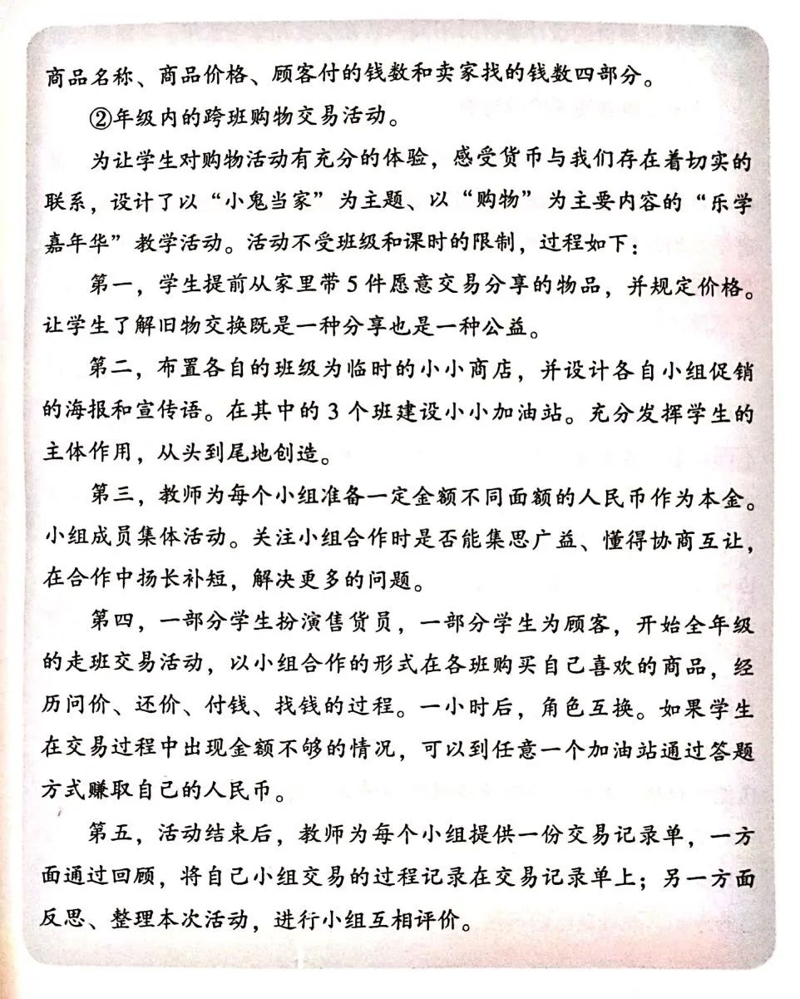 商品名称、商品价格、顾客付的钱数和卖家找的钱数四部分。
②年级内的跨班购物交易活动。
为让学生对购物活动有充分的体验，感受货币与我们存在着切实的
联系，设计了以“小鬼当家”为主题、以“购物”为主要内容的“乐学
嘉年华”教学活动。活动不受班级和课时的限制，过程如下：
第一，学生提前从家里带 5 件愿意交易分享的物品，并规定价格。
让学生了解旧物交换既是一种分享也是一种公益。
第二，布置各自的班级为临时的小小商店，并设计各自小组促销
的海报和宣传语。在其中的 3 个班建设小小加油站。充分发挥学生的
主体作用，从头到尾地创造。
第三，教师为每个小组准备一定金额不同面额的人民币作为本金。
小组成员集体活动。关注小组合作时是否能集思广益、懂得协商互让，
在合作中扬长补短，解决更多的问题。
第四，一部分学生扮演售货员，一部分学生为顾客，开始全年级
的走班交易活动，以小组合作的形式在各班购买自己喜欢的商品，经
历问价、还价、付钱、找钱的过程。一小时后，角色互换。如果学生
在交易过程中出现金额不够的情况，可以到任意一个加油站通过答题
方式赚取自己的人民币。
第五，活动结束后，教师为每个小组提供一份交易记录单，一方
面通过回顾，将自己小组交易的过程记录在交易记录单上；另一方面
反思、整理本次活动，进行小组互相评价。